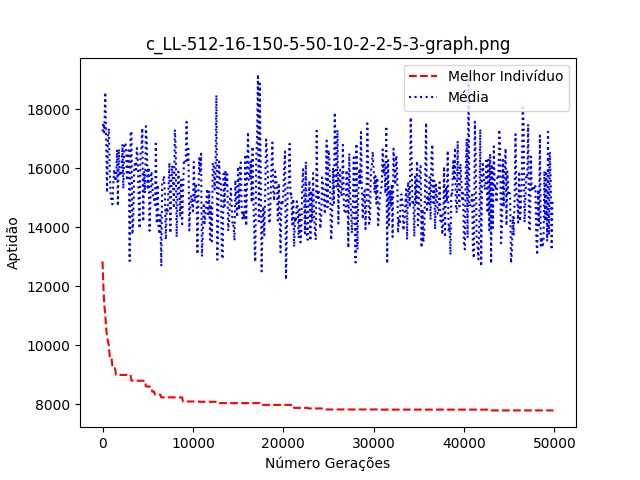 c_LL-512-16-150-5-50-10-2-2-5-3-graph.png
Melhor Indivíduo
Média
Aptidão
18000
16000
14000
12000
10000
8000
0
10000
20000
30000
40000
50000
Número Gerações